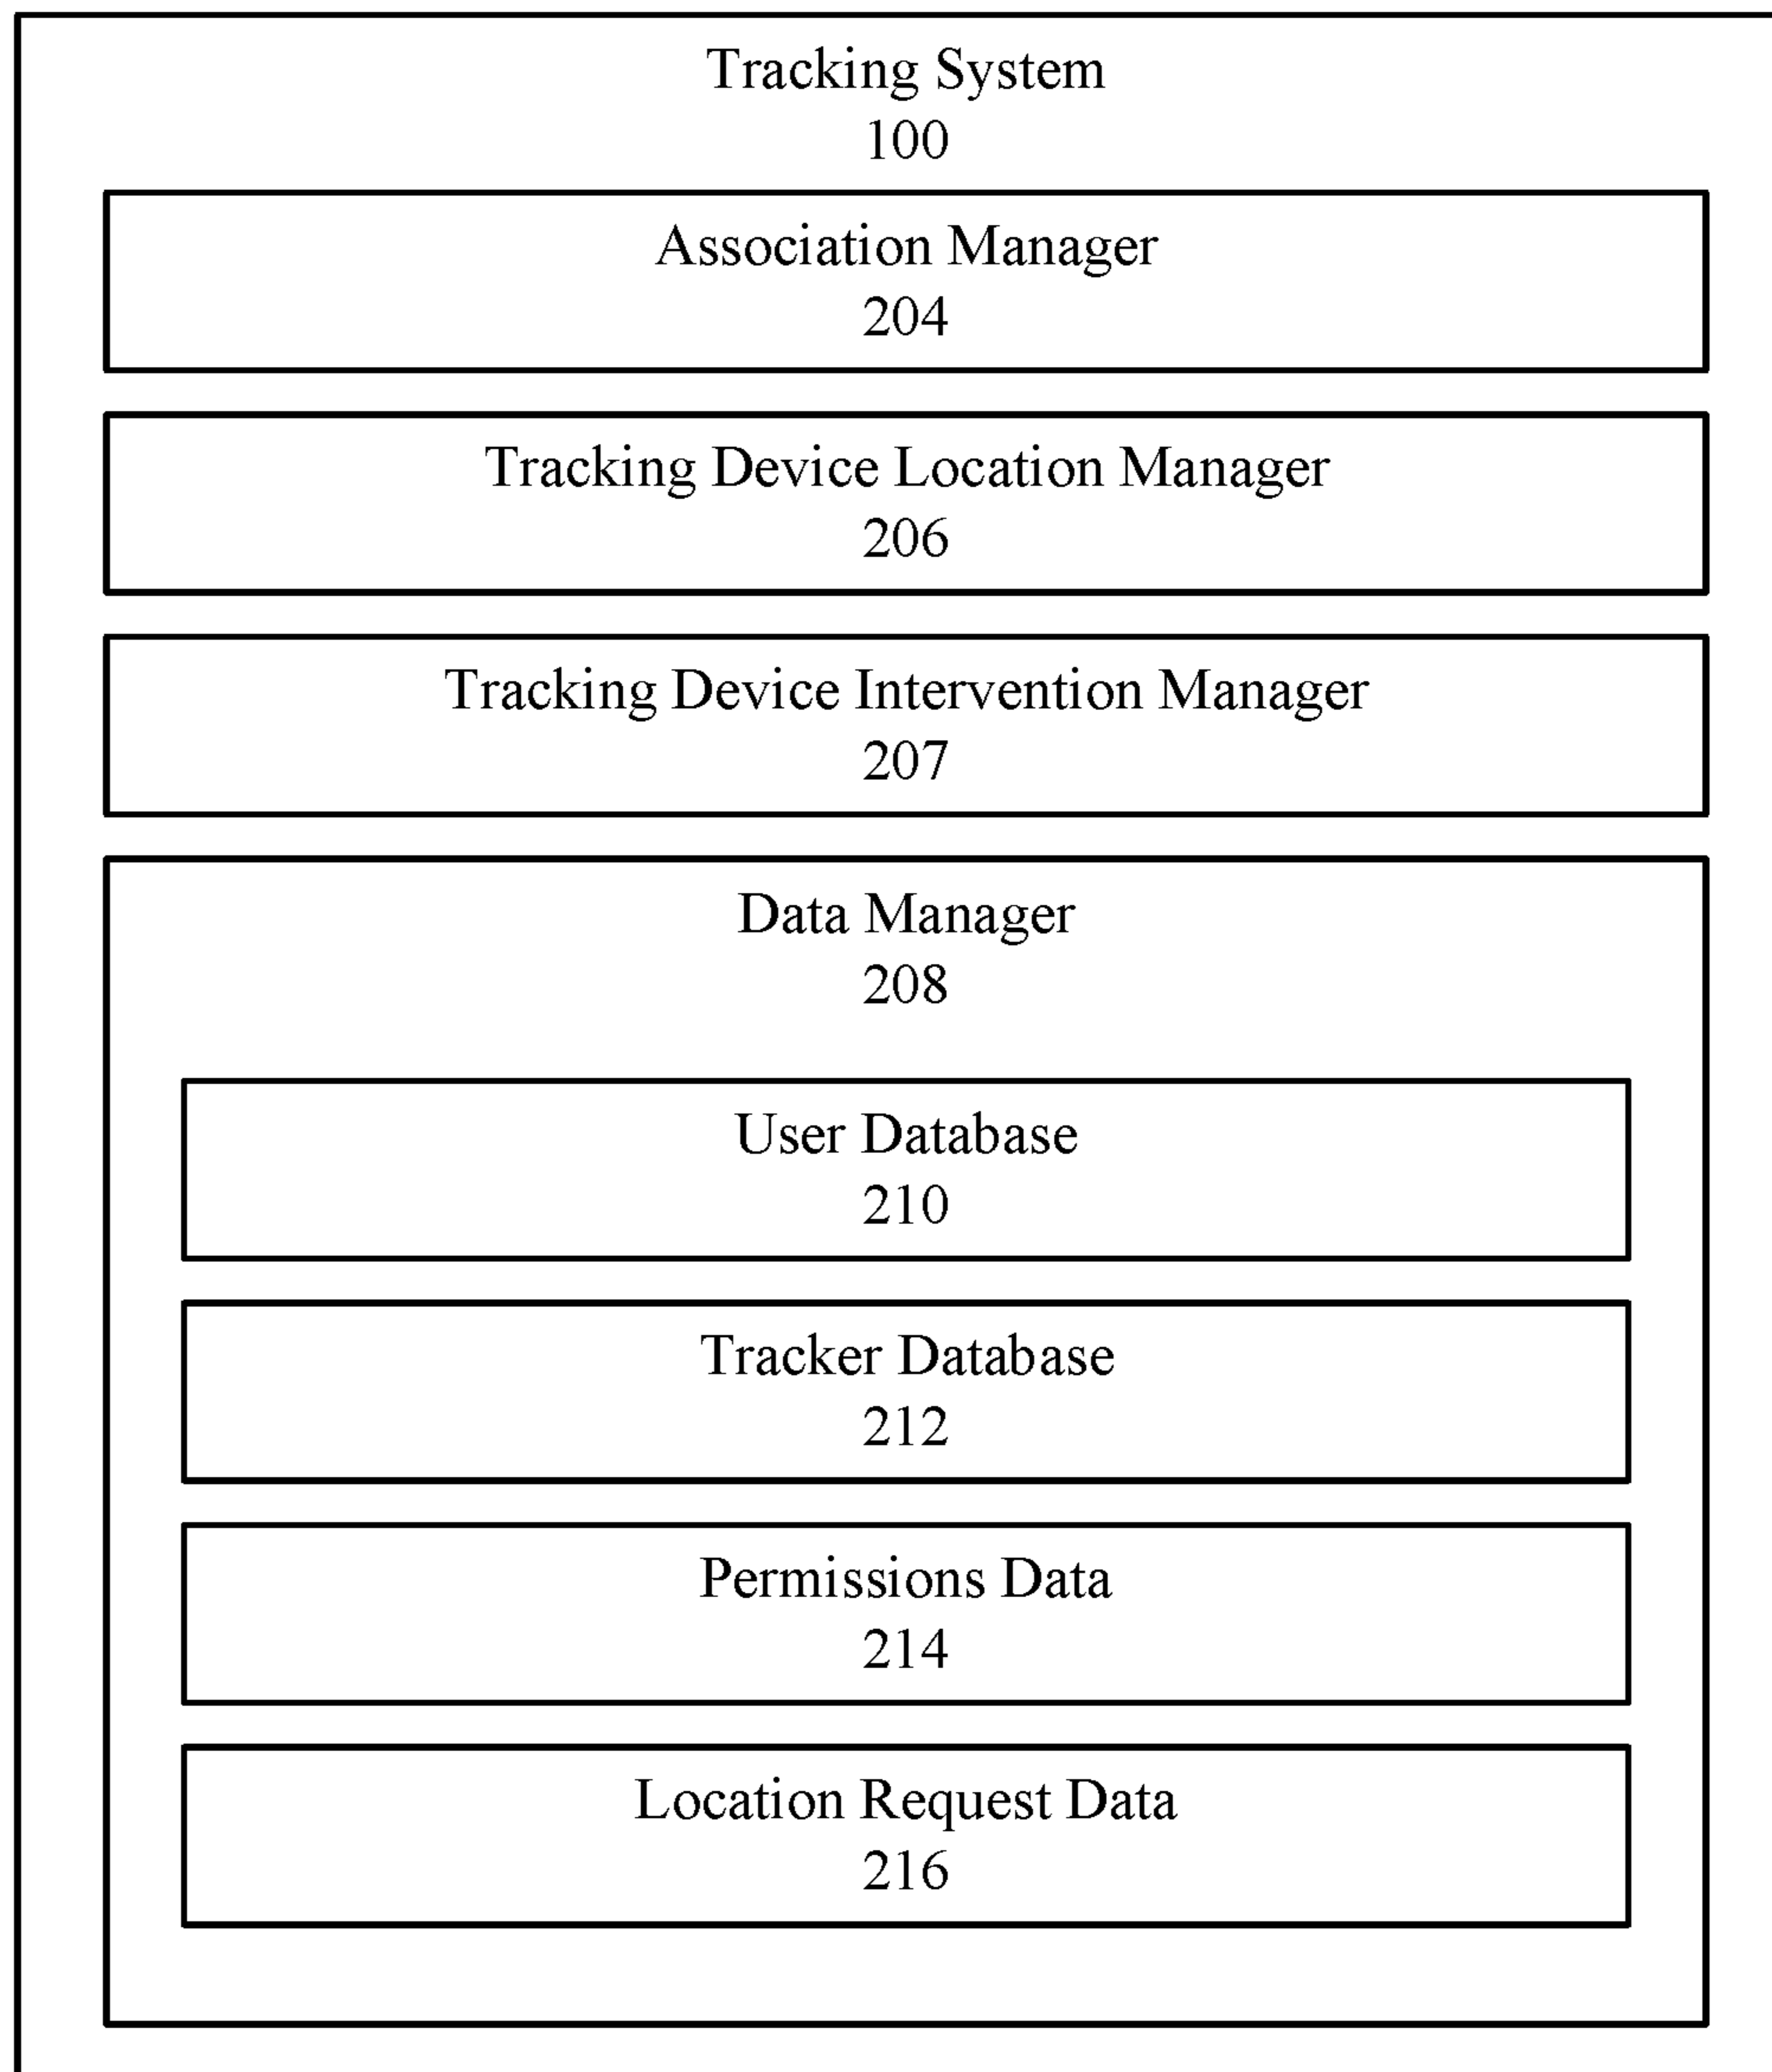 Tracking System
100
Association Manager
204
Tracking Device Location Manager
206
Tracking Device Intervention Manager
207
Data Manager
208
User Database
210
Tracker Database
212
Permissions Data
214
Location Request Data
216